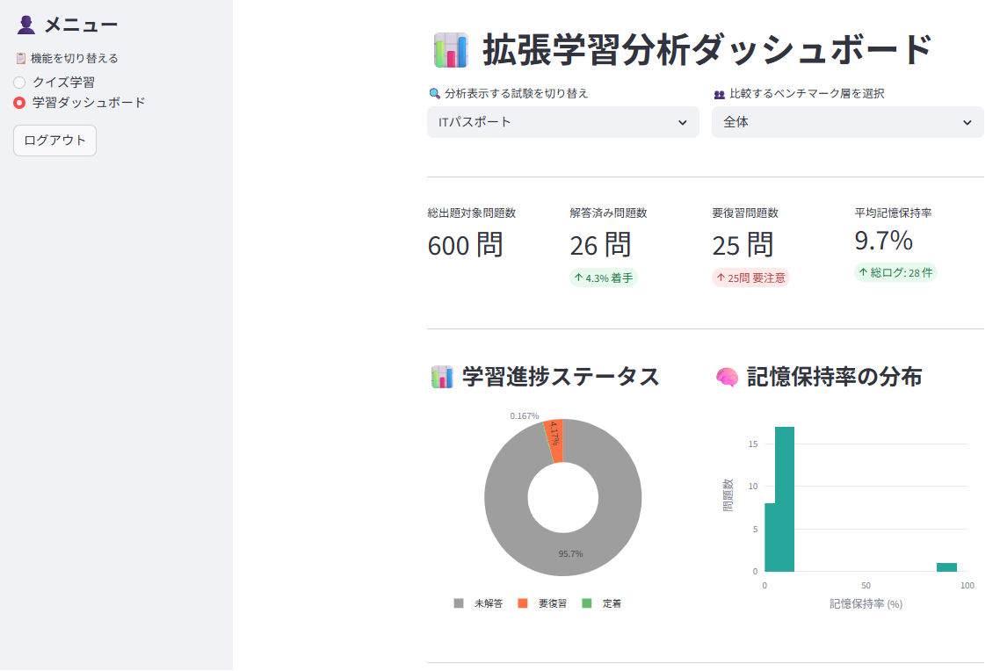 メニュー
機能を切り替える
クイズ学習
学習ダッシュボード
ログアウト
拡張学習分析ダッシュボード
分析表示する試験を切り替え
ITパスポート
比較するベンチマーク層を選択
全体
総出題対象問題数
600 問
解答済み問題数
26 問
↑ 4.3% 着手
要復習問題数
25 問
↑ 25問 要注意
平均記憶保持率
9.7%
↑ 総ログ: 28 件
学習進捗ステータス
0.167%
4.17%
95.7%
未解答
要復習
定着
記憶保持率の分布
問題数
15
10
5
0
0
50
100
記憶保持率 (%)